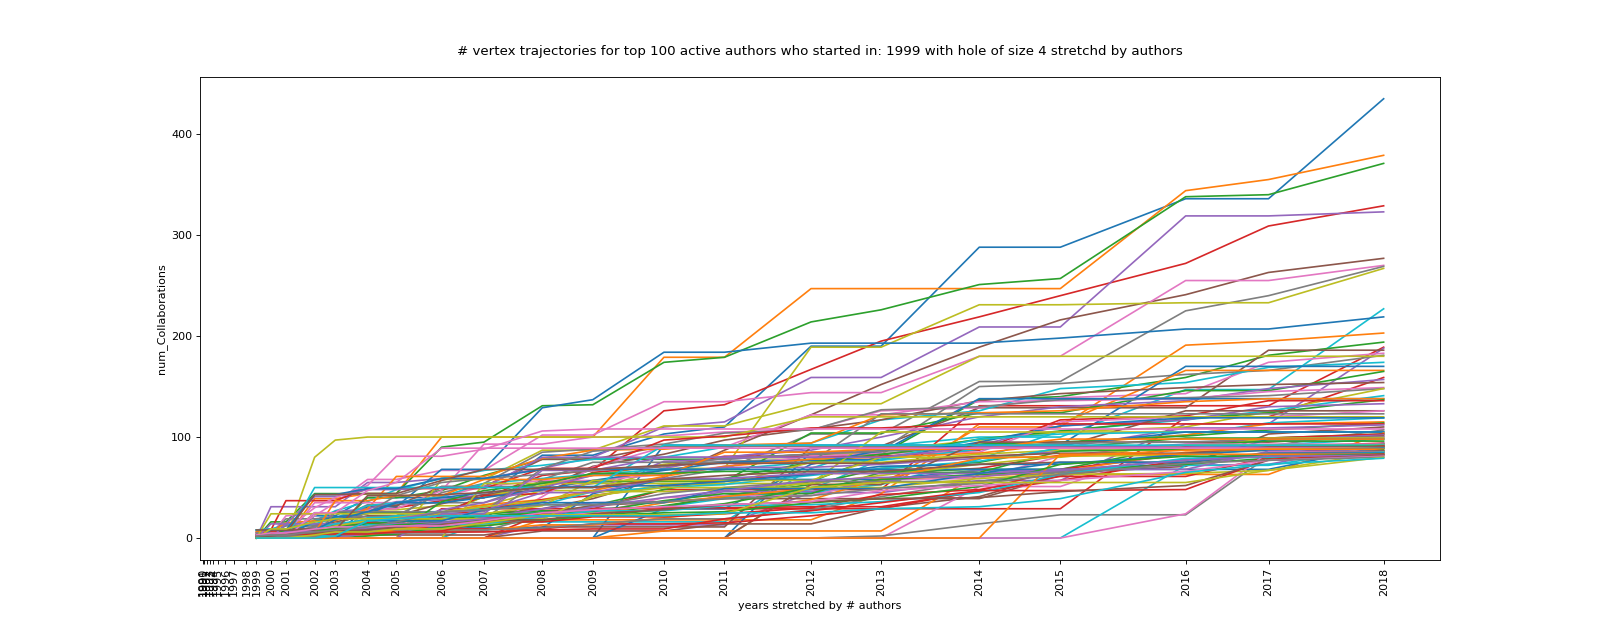 # vertex trajectories for top 100 active authors who started in: 1999 with hole of size 4 stretchd by authors
400
300
200
100
0
num_Collaborations
1996 1997 1998 1999 2000 2001 2002 2003 2004 2005 2006 2007 2008 2009 2010 2011 2012 2013 2014 2015 2016 2017 2018
years stretched by # authors